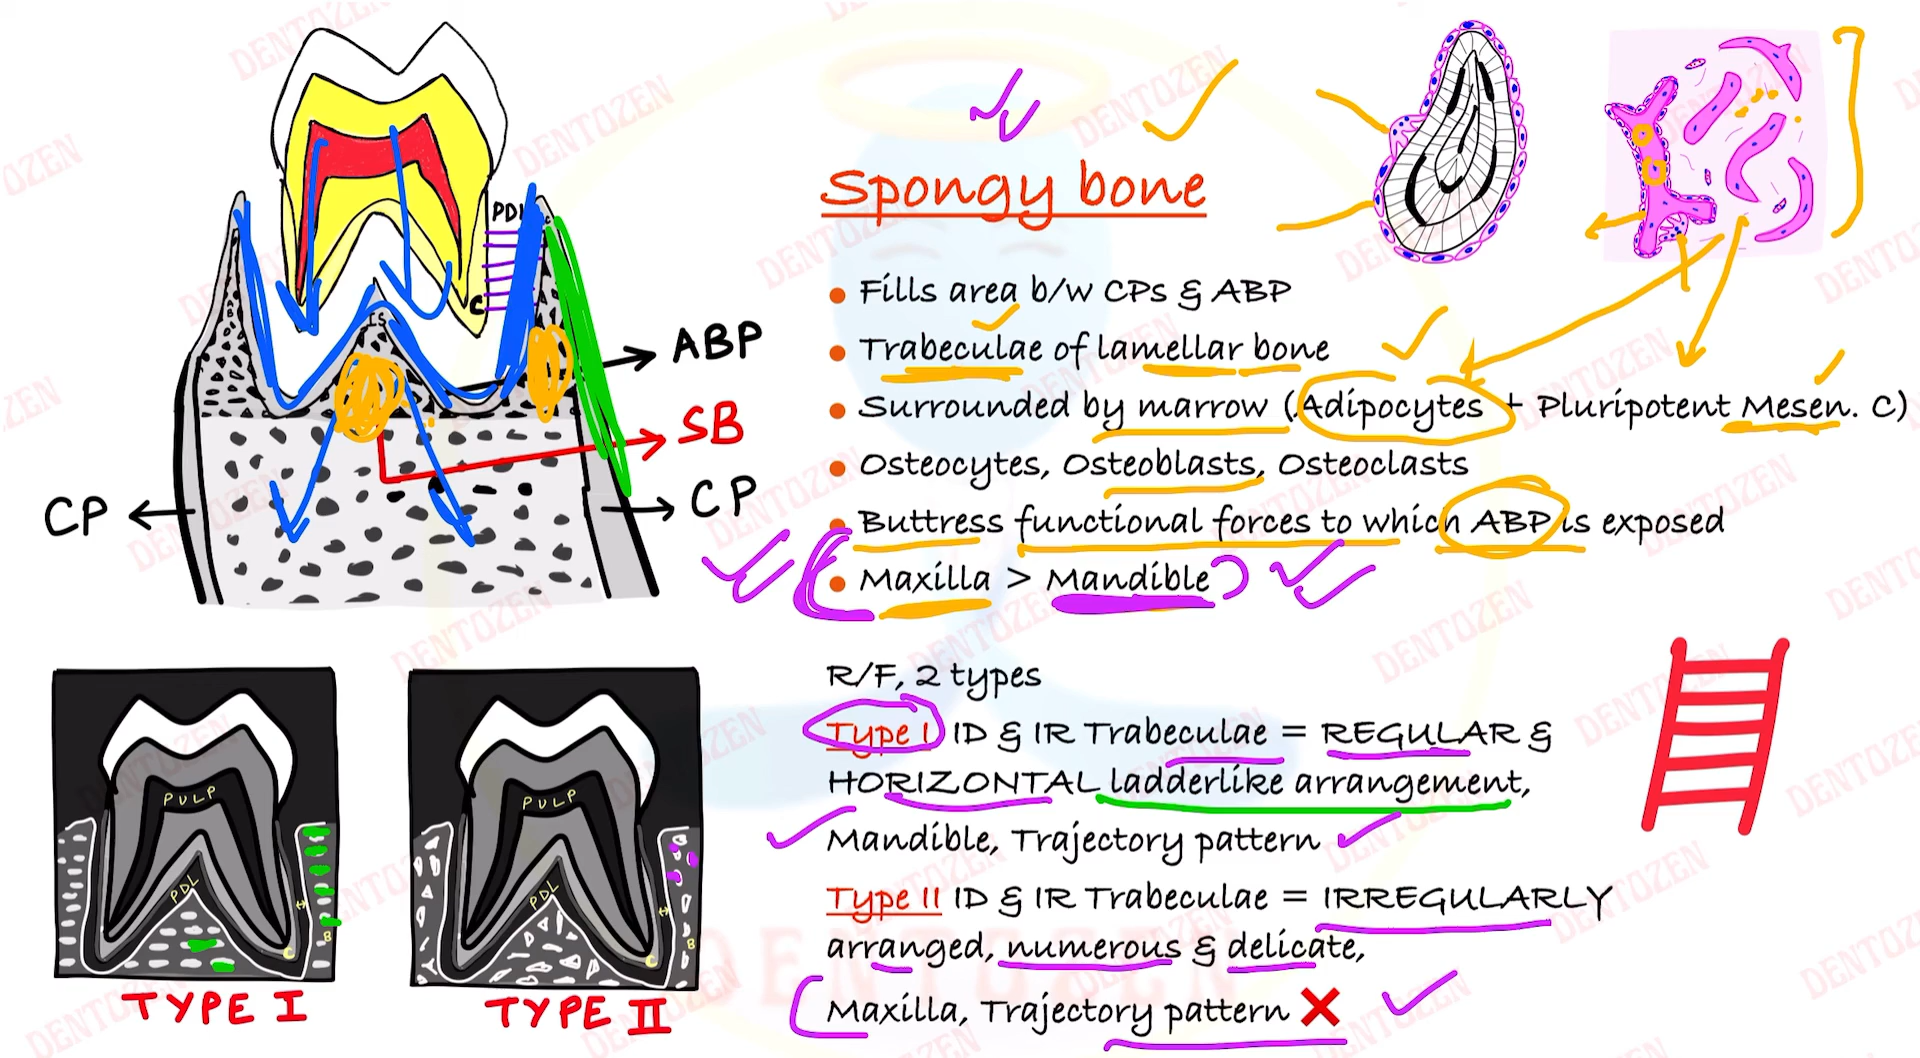 PDL
C
IS
ABP
SB
CP
CP
Spongy bone
Fills area b/w CPs & ABP
Trabeculae of lamellar bone
Surrounded by marrow (Adipocytes + Pluripotent Mesen. C)
Osteocytes, Osteoblasts, Osteoclasts
Buttress functional forces to which ABP is exposed
Maxilla > Mandible
R/F, 2 types
Type I ID & IR Trabeculae = REGULAR &
HORIZONTAL ladderlike arrangement,
Mandible, Trajectory pattern
Type II ID & IR Trabeculae = IRREGULARLY
arranged, numerous & delicate,
Maxilla, Trajectory pattern ❌
PULP
PDL
C
B
TYPE I
PULP
PDL
C
B
TYPE II
DENTOZEN